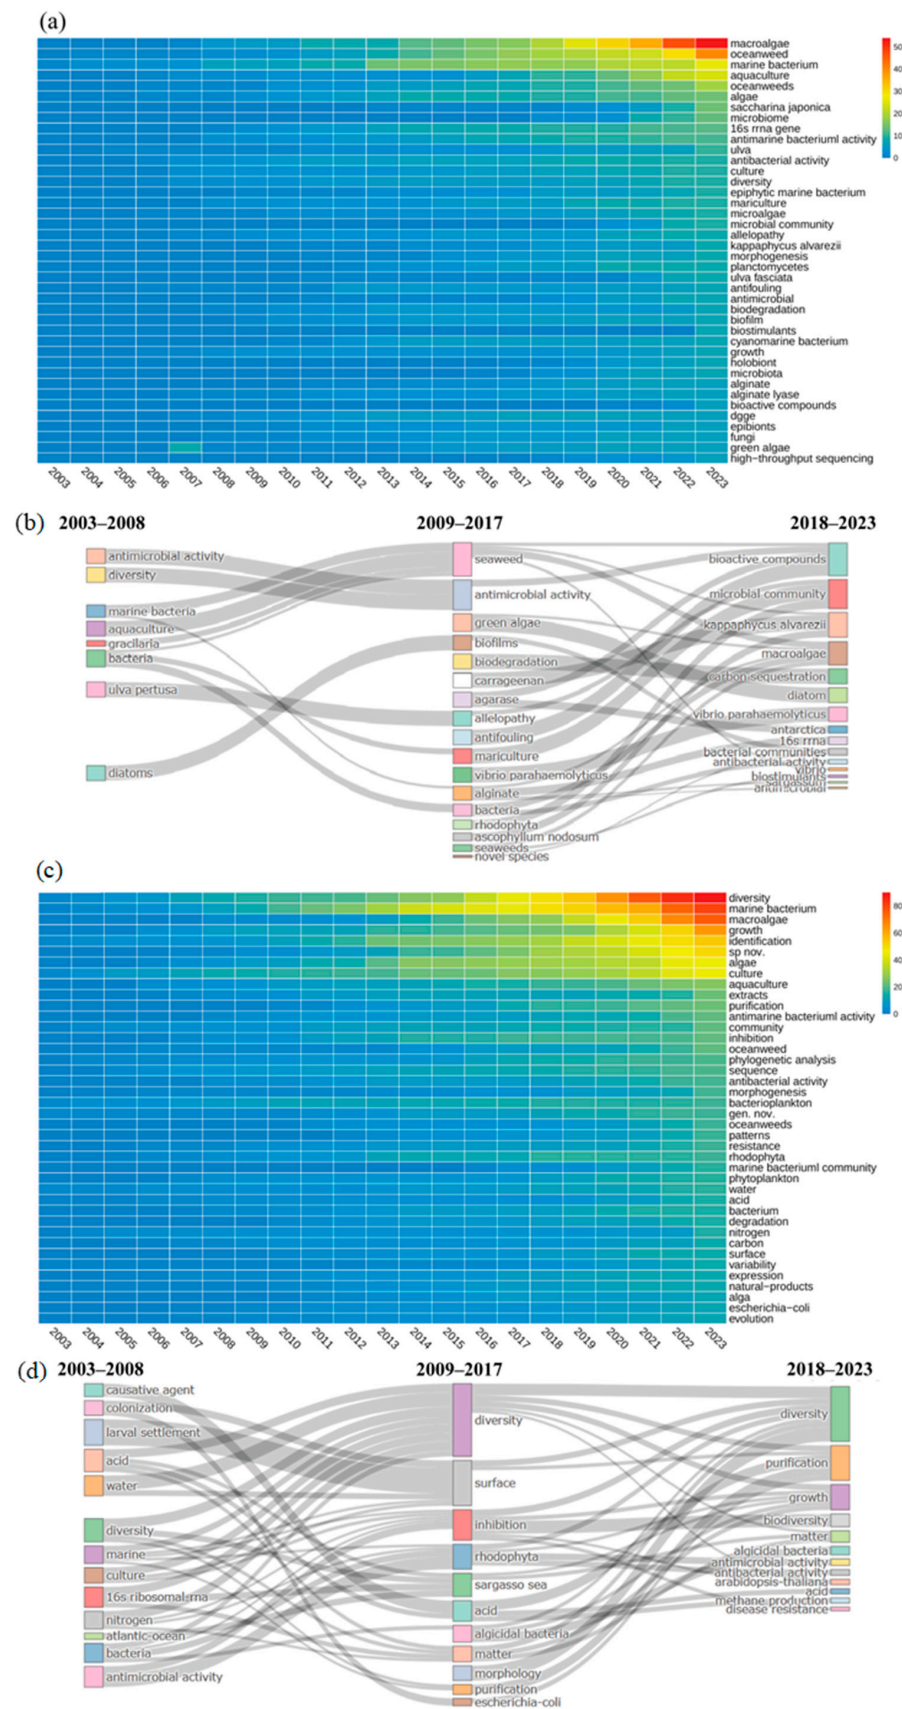 (a)
macroalgae
oceanweed
marine bacterium
aquaculture
oceanweeds
algae
saccharina japonica
microbiome
16s rrna gene
antimarine bacteriuml activity
ulva
antibacterial activity
culture
diversity
epiphytic marine bacterium
mariculture
microalgae
microbial community
allelopathy
kappaphycus alvarezii
morphogenesis
planctomycetes
ulva fasciata
antifouling
antimicrobial
biodegradation
biofilm
biostimulants
cyanomarine bacterium
growth
holobiont
microbiota
alginate
alginate lyase
bioactive compounds
dgge
epibionts
fungi
green algae
high-throughput sequencing
50
40
30
20
10
0
2003 2004 2005 2006 2007 2008 2009 2010 2011 2012 2013 2014 2015 2016 2017 2018 2019 2020 2021 2022 2023
(b) 2003–2008 2009–2017 2018–2023
antimicrobial activity
diversity
marine bacteria
aquaculture
gracilaria
bacteria
ulva pertusa
diatoms
seaweed
antimicrobial activity
green algae
biofilms
biodegradation
carrageenan
agarase
allelopathy
antifouling
mariculture
vibrio parahaemolyticus
alginate
bacteria
rhodophyta
ascophyllum nodosum
seaweeds
novel species
bioactive compounds
microbial community
kappaphycus alvarezii
macroalgae
carbon sequestration
diatom
vibrio parahaemolyticus
antarctica
16s rrna
bacterial communities
antibacterial activity
vibrio
biostimulants
sargassum
antimicrobial
(c)
diversity
marine bacterium
macroalgae
growth
identification
sp nov.
algae
culture
aquaculture
extracts
purification
antimarine bacteriuml activity
community
inhibition
oceanweed
phylogenetic analysis
sequence
antibacterial activity
morphogenesis
bacterioplankton
gen. nov.
oceanweeds
patterns
resistance
rhodophyta
marine bacteriuml community
phytoplankton
water
acid
bacterium
degradation
nitrogen
carbon
surface
variability
expression
natural-products
alga
escherichia-coli
evolution
80
60
40
20
0
2003 2004 2005 2006 2007 2008 2009 2010 2011 2012 2013 2014 2015 2016 2017 2018 2019 2020 2021 2022 2023
(d) 2003–2008 2009–2017 2018–2023
causative agent
colonization
larval settlement
acid
water
diversity
marine
culture
16s ribosomal-rna
nitrogen
atlantic-ocean
bacteria
antimicrobial activity
diversity
surface
inhibition
rhodophyta
sargasso sea
acid
algicidal bacteria
matter
morphology
purification
escherichia-coli
diversity
purification
growth
biodiversity
matter
algicidal bacteria
antimicrobial activity
antibacterial activity
arabidopsis-thaliana
acid
methane production
disease resistance